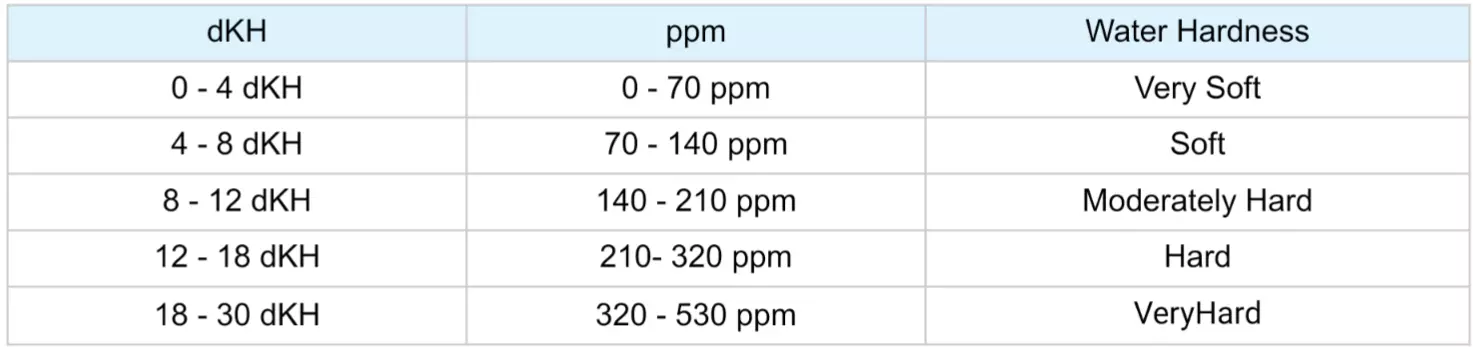 dKH ppm Water Hardness
0 - 4 dKH 0 - 70 ppm Very Soft
4 - 8 dKH 70 - 140 ppm Soft
8 - 12 dKH 140 - 210 ppm Moderately Hard
12 - 18 dKH 210- 320 ppm Hard
18 - 30 dKH 320 - 530 ppm VeryHard